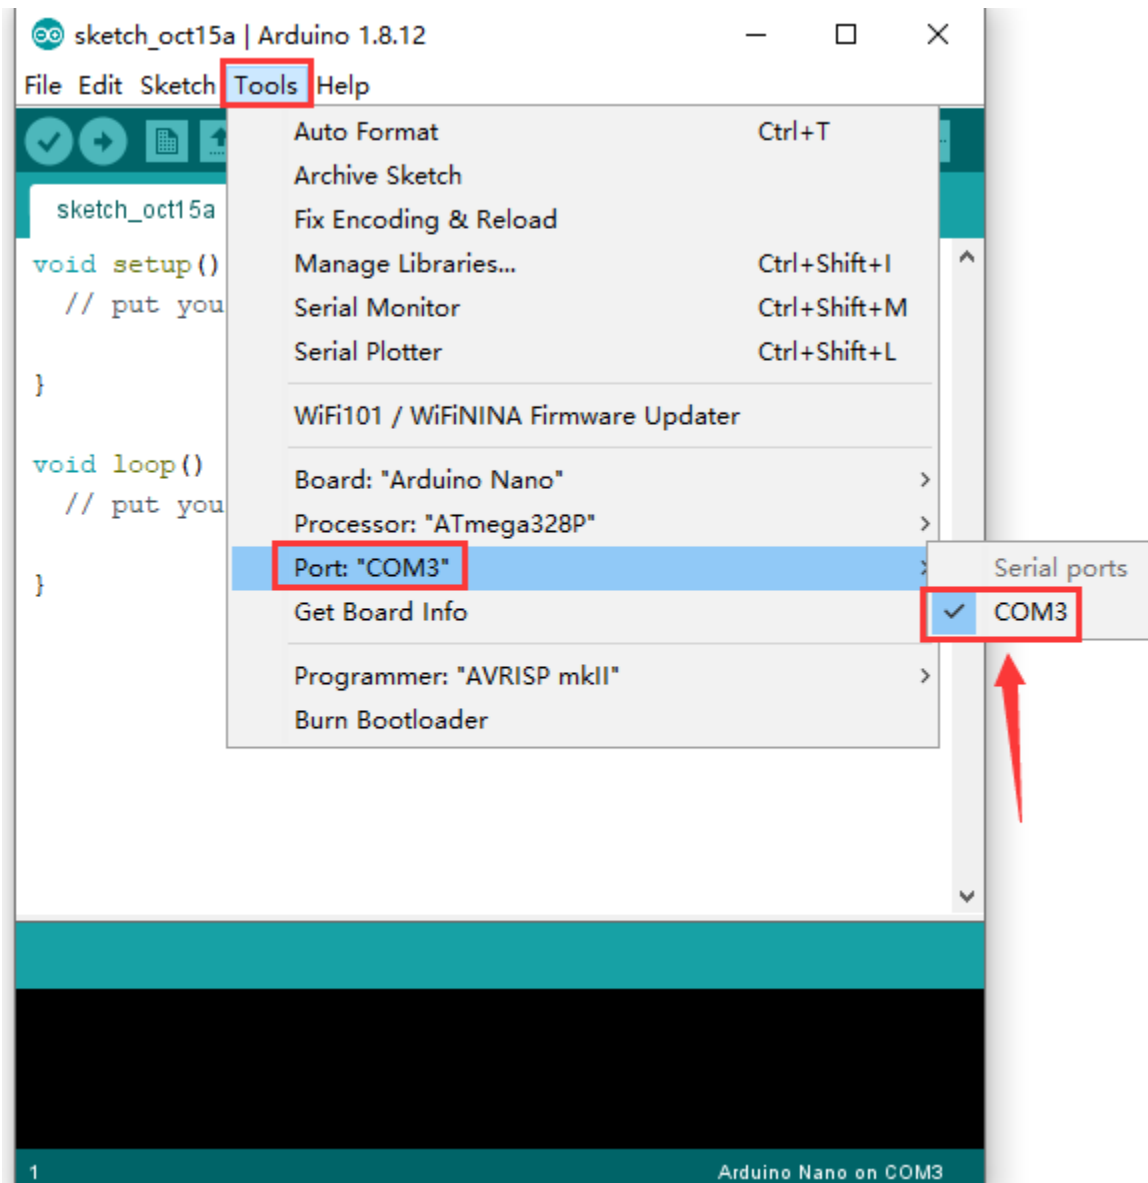 sketch_oct15a | Arduino 1.8.12
File Edit Sketch Tools Help
sketch_oct15a
void setup()
// put you
}
void loop()
// put you
}
Auto Format Ctrl+T
Archive Sketch
Fix Encoding & Reload
Manage Libraries... Ctrl+Shift+I
Serial Monitor Ctrl+Shift+M
Serial Plotter Ctrl+Shift+L
WiFi101 / WiFiNINA Firmware Updater
Board: "Arduino Nano"
Processor: "ATmega328P"
Port: "COM3"
Get Board Info
Programmer: "AVRISP mkII"
Burn Bootloader
Serial ports
COM3
1 Arduino Nano on COM3